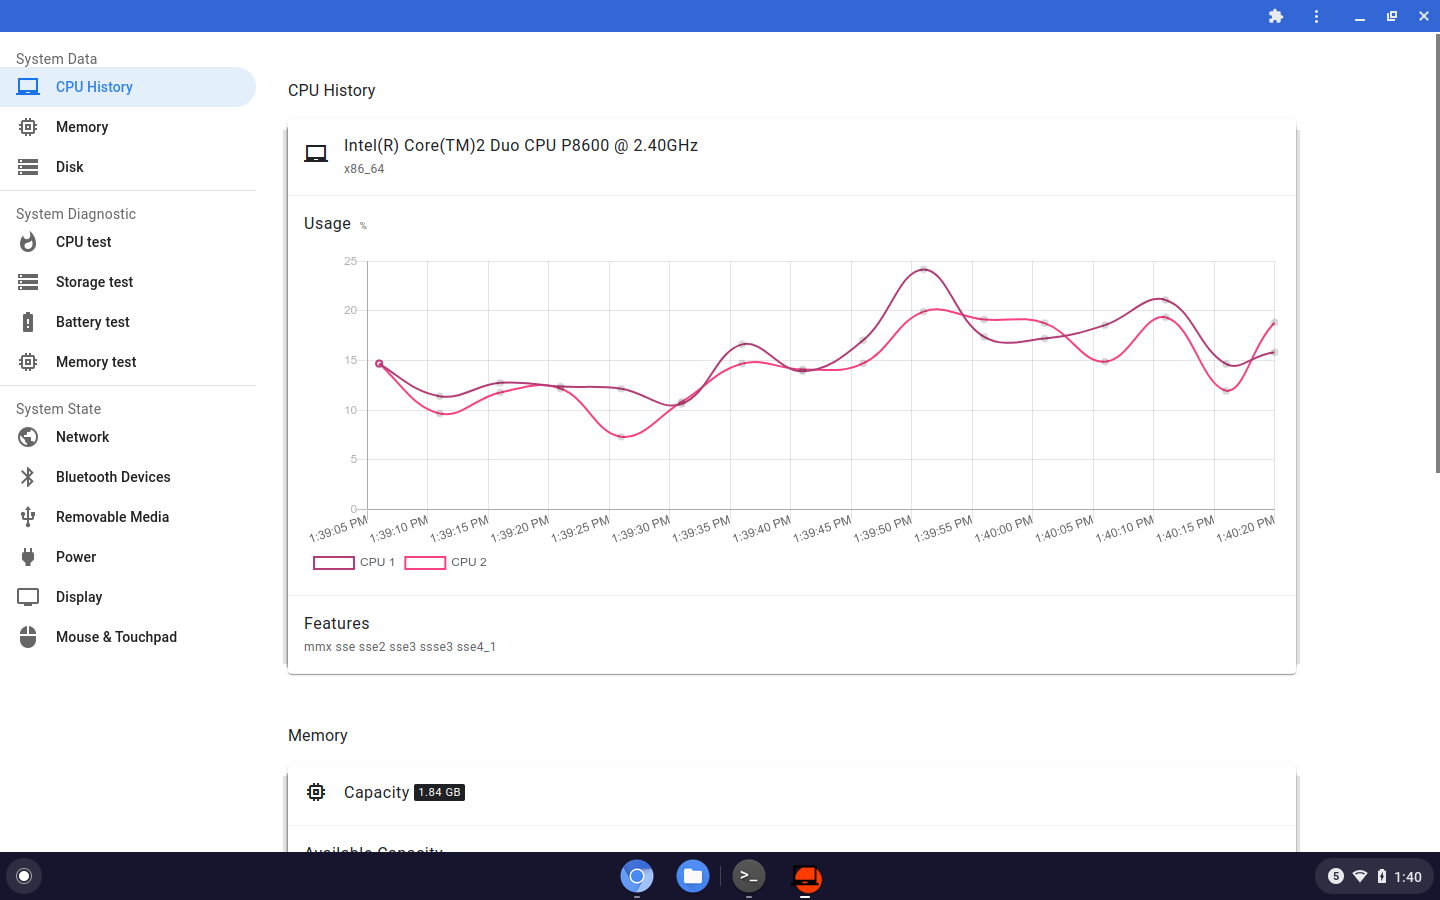 System Data
CPU History
Memory
Disk
System Diagnostic
CPU test
Storage test
Battery test
Memory test
System State
Network
Bluetooth Devices
Removable Media
Power
Display
Mouse & Touchpad
CPU History
Intel(R) Core(TM)2 Duo CPU P8600 @ 2.40GHz
x86_64
Usage %
25
20
15
10
5
0
1:39:05 PM 1:39:10 PM 1:39:15 PM 1:39:20 PM 1:39:25 PM 1:39:30 PM 1:39:35 PM 1:39:40 PM 1:39:45 PM 1:39:50 PM 1:39:55 PM 1:40:00 PM 1:40:05 PM 1:40:10 PM 1:40:15 PM 1:40:20 PM
CPU 1 CPU 2
Features
mmx sse sse2 sse3 ssse3 sse4_1
Memory
Capacity 1.84 GB
Available Capacity
>_
5 1:40